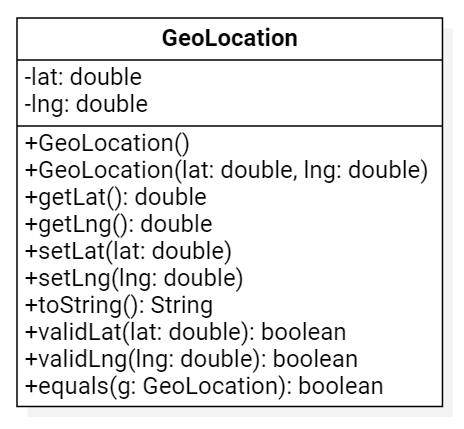 GeoLocation
-lat: double
-lng: double
+GeoLocation()
+GeoLocation(lat: double, lng: double)
+getLat(): double
+getLng(): double
+setLat(lat: double)
+setLng(lng: double)
+toString(): String
+validLat(lat: double): boolean
+validLng(lng: double): boolean
+equals(g: GeoLocation): boolean